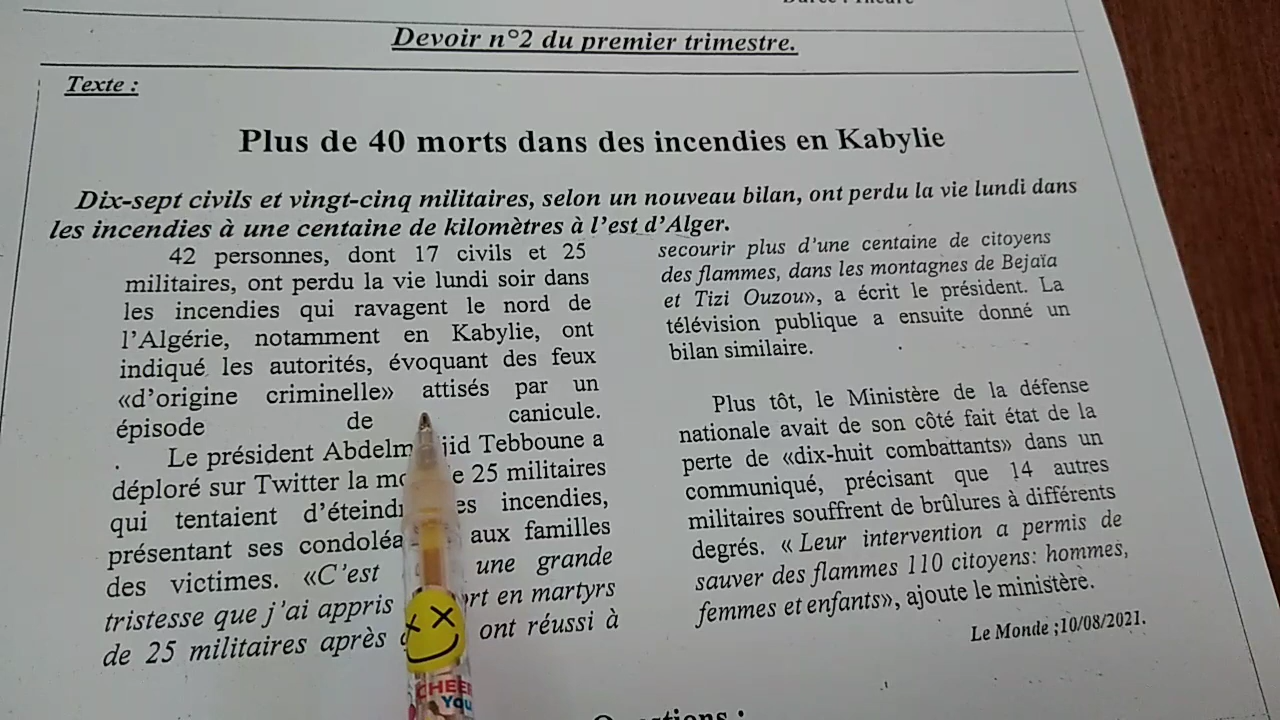 Devoir n°2 du premier trimestre.
Texte :
Plus de 40 morts dans des incendies en Kabylie
Dix-sept civils et vingt-cinq militaires, selon un nouveau bilan, ont perdu la vie lundi dans
les incendies à une centaine de kilomètres à l'est d'Alger.
42 personnes, dont 17 civils et 25
militaires, ont perdu la vie lundi soir dans
les incendies qui ravagent le nord de
l'Algérie, notamment en Kabylie, ont
indiqué les autorités, évoquant des feux
«d'origine criminelle» attisés par un
épisode de canicule.
. Le président Tebboune a
déploré sur Twitter la 25 militaires
qui tentaient incendies,
présentant ses aux familles
des victimes. «C'est une grande
tristesse que j'ai appris en martyrs
de 25 militaires après ont réussi à
secourir plus d'une centaine de citoyens
des flammes, dans les montagnes de Bejaïa
et Tizi Ouzou», a écrit le président. La
télévision publique a ensuite donné un
bilan similaire.
Plus tôt, le Ministère de la défense
nationale avait de son côté fait état de la
perte de «dix-huit combattants» dans un
communiqué, précisant que 14 autres
militaires souffrent de brûlures à différents
degrés. « Leur intervention a permis de
sauver des flammes 110 citoyens: hommes,
femmes et enfants», ajoute le ministère.
Le Monde ;10/08/2021.
CHEER
You